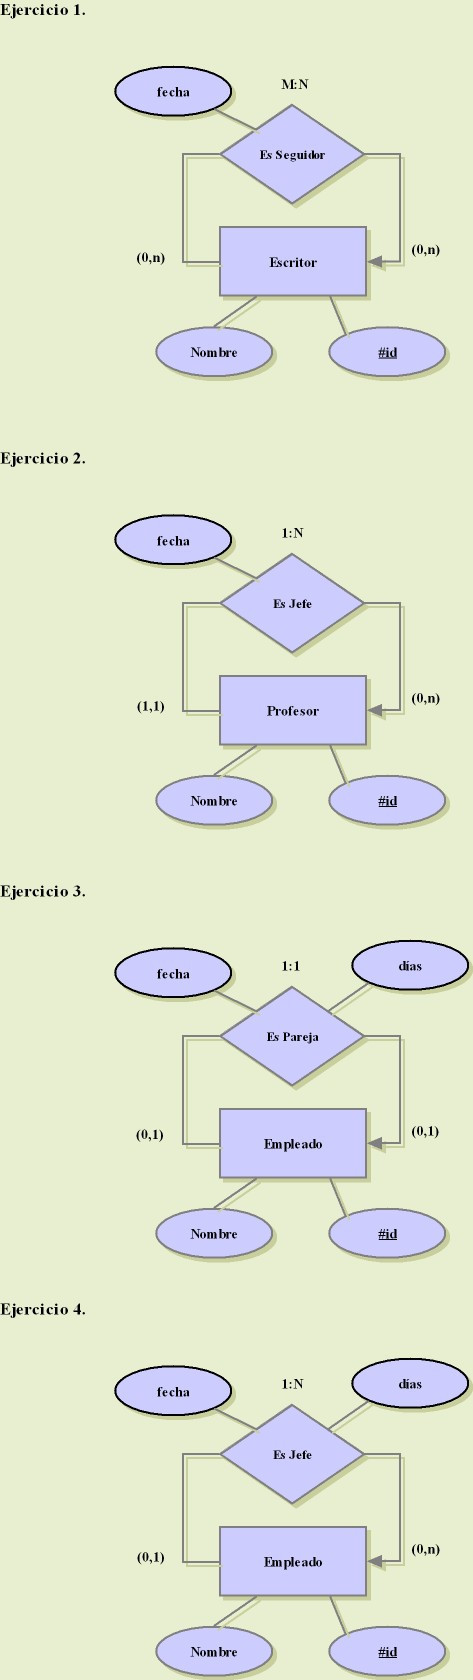 Ejercicio 1.
M:N
fecha
Es Seguidor
(0,n)
(0,n)
Escritor
Nombre
#id
Ejercicio 2.
1:N
fecha
Es Jefe
(1,1)
(0,n)
Profesor
Nombre
#id
Ejercicio 3.
1:1
días
fecha
Es Pareja
(0,1)
(0,1)
Empleado
Nombre
#id
Ejercicio 4.
1:N
días
fecha
Es Jefe
(0,1)
(0,n)
Empleado
Nombre
#id